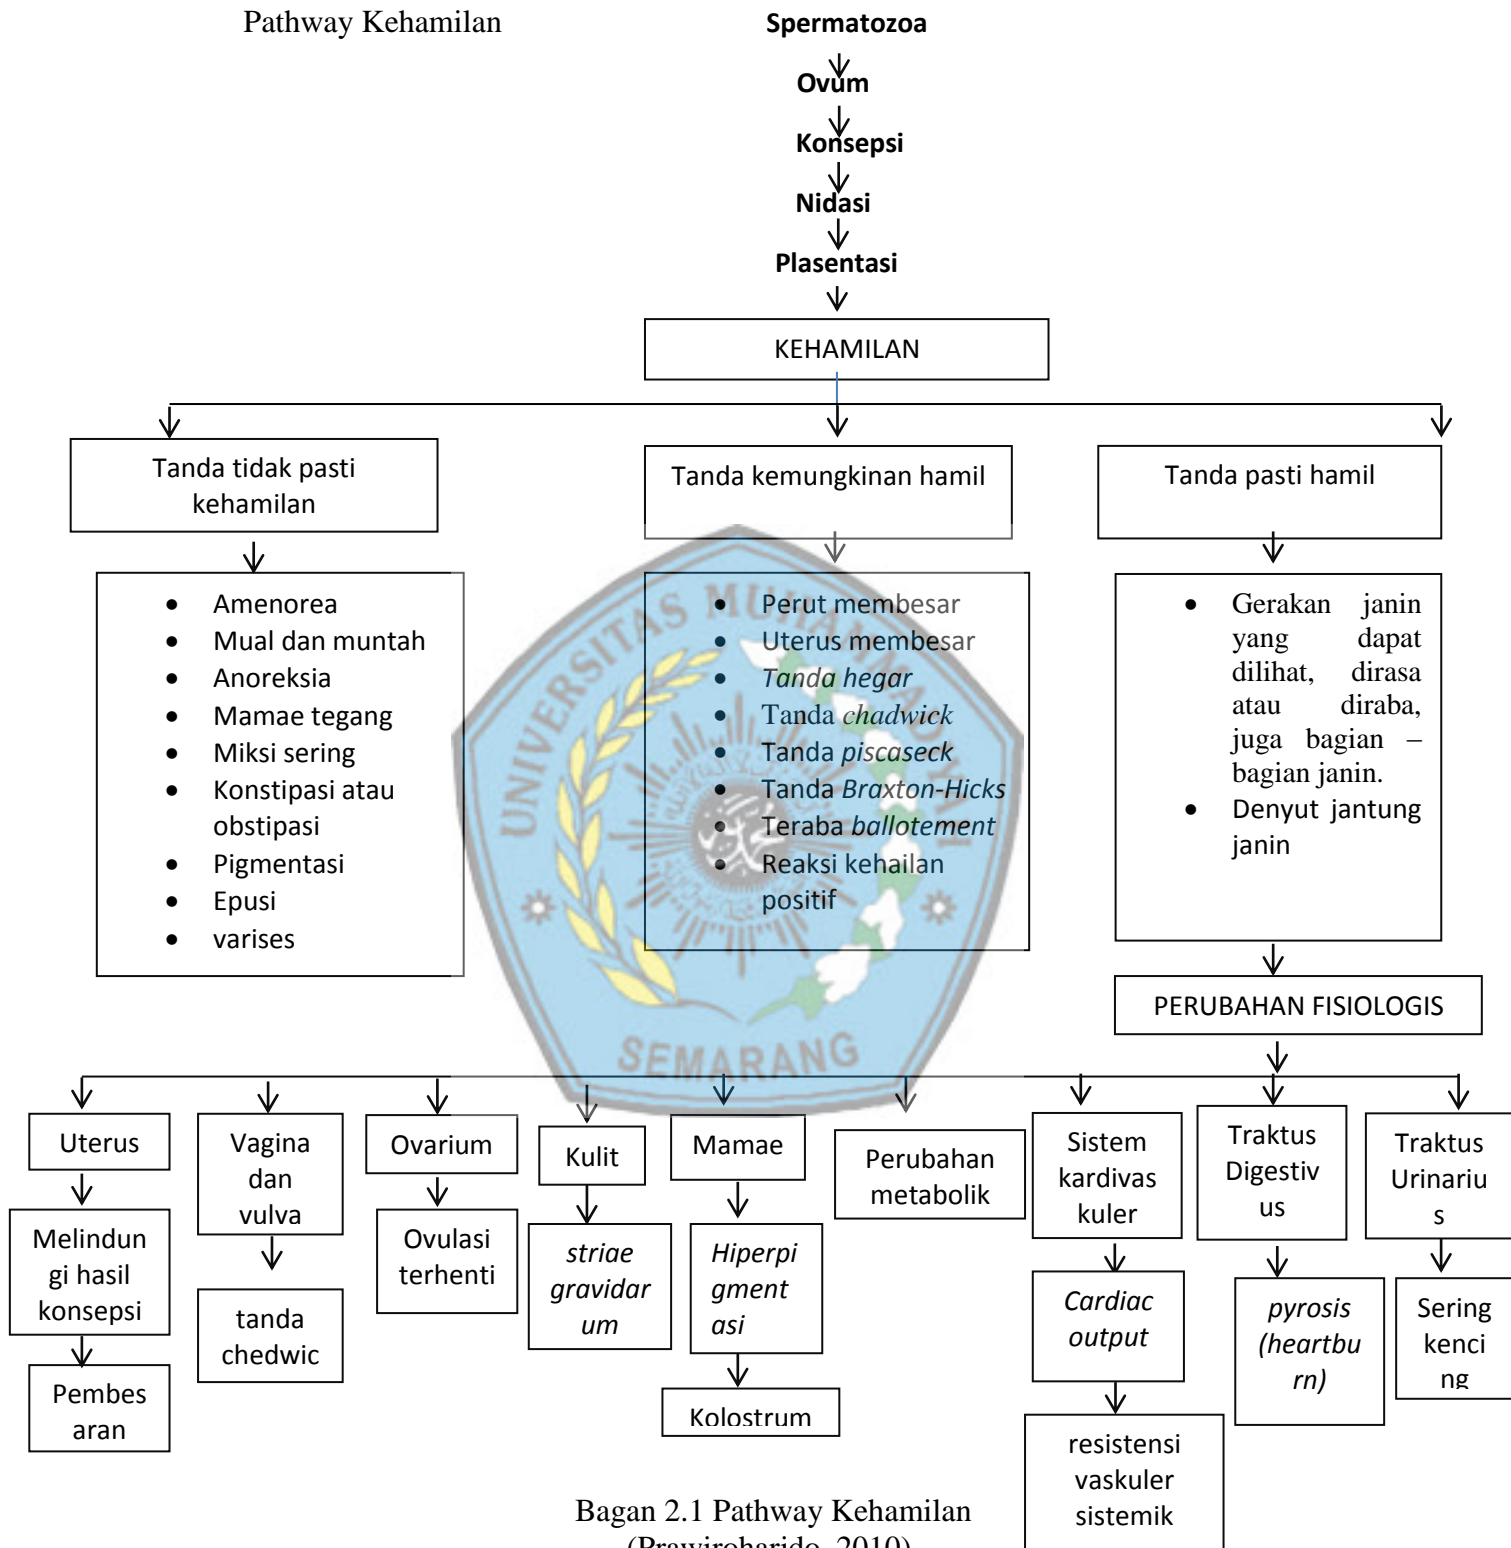 Pathway Kehamilan
Spermatozoa
Ovum
Konsepsi
Nidasi
Plasentasi
KEHAMILAN
Tanda tidak pasti
kehamilan
Tanda kemungkinan hamil
Tanda pasti hamil
• Amenorea
• Mual dan muntah
• Anoreksia
• Mamae tegang
• Miksi sering
• Konstipasi atau
obstipasi
• Pigmentasi
• Epusi
• varises
• Perut membesar
• Uterus membesar
• Tanda hegar
• Tanda chadwick
• Tanda piscaseck
• Tanda Braxton-Hicks
• Teraba ballotement
• Reaksi kehailan
positif
• Gerakan janin
yang dapat
dilihat, dirasa
atau diraba,
juga bagian –
bagian janin.
• Denyut jantung
janin
UNIVERSITAS MUHAMMADIYAH
SEMARANG
PERUBAHAN FISIOLOGIS
Uterus
Melindun
gi hasil
konsepsi
Pembes
aran
Vagina
dan
vulva
tanda
chedwic
Ovarium
Ovulasi
terhenti
Kulit
striae
gravidar
um
Mamae
Hiperpi
gment
asi
Kolostrum
Perubahan
metabolik
Sistem
kardivas
kuler
Cardiac
output
resistensi
vaskuler
sistemik
Traktus
Digestiv
us
pyrosis
(heartbu
rn)
Traktus
Urinariu
s
Sering
kenci
ng
Bagan 2.1 Pathway Kehamilan
(Prawiroharjdo, 2010)